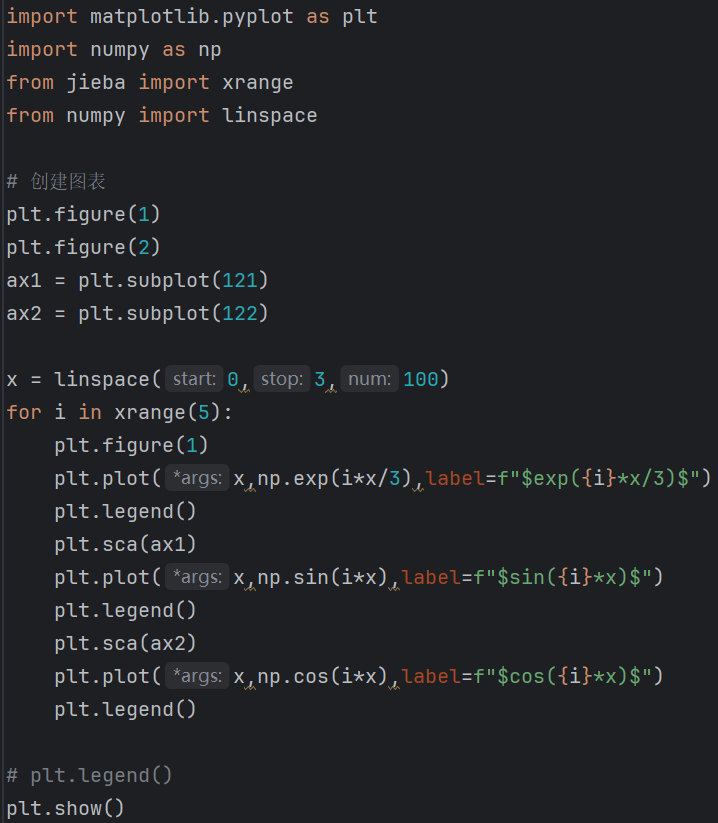 import matplotlib.pyplot as plt
import numpy as np
from jieba import xrange
from numpy import linspace
# 创建图表
plt.figure(1)
plt.figure(2)
ax1 = plt.subplot(121)
ax2 = plt.subplot(122)
x = linspace( start: 0, stop: 3, num: 100)
for i in xrange(5):
    plt.figure(1)
    plt.plot( *args: x,np.exp(i*x/3),label=f"$exp({i}*x/3)$")
    plt.legend()
    plt.sca(ax1)
    plt.plot( *args: x,np.sin(i*x),label=f"$sin({i}*x)$")
    plt.legend()
    plt.sca(ax2)
    plt.plot( *args: x,np.cos(i*x),label=f"$cos({i}*x)$")
    plt.legend()
# plt.legend()
plt.show()